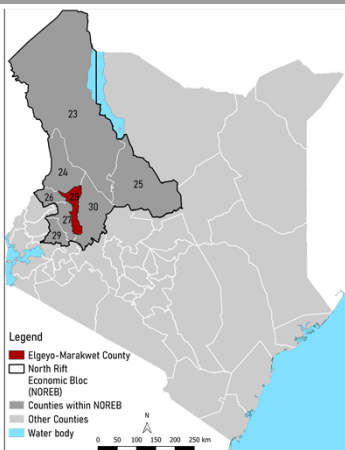 23
24
25
26
28
27
30
29
Legend
Elgeyo-Marakwet County
North Rift
Economic Bloc
(NOREB)
Counties within NOREB
Other Counties
Water body
N
0 50 100 150 200 250 km